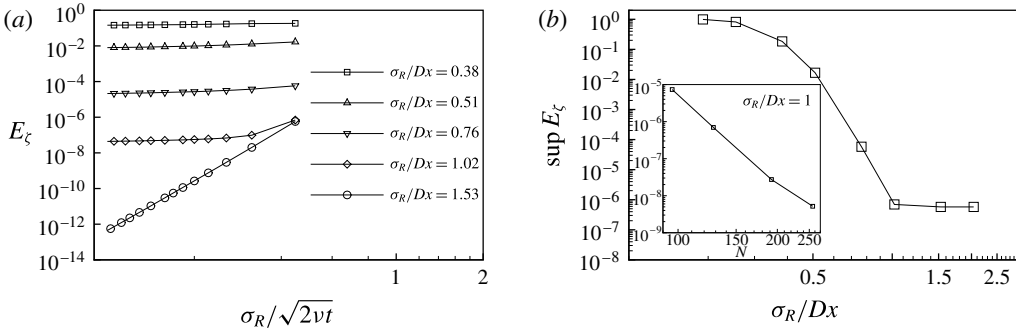 (a)
10^0
10^{-2}
10^{-4}
10^{-6}
10^{-8}
10^{-10}
10^{-12}
10^{-14}
E_ζ
σ_R/Dx = 0.38
σ_R/Dx = 0.51
σ_R/Dx = 0.76
σ_R/Dx = 1.02
σ_R/Dx = 1.53
1 2
σ_R/√2νt
(b)
10^0
10^{-1}
10^{-2}
10^{-3}
10^{-4}
10^{-5}
10^{-6}
10^{-7}
10^{-8}
sup E_ζ
10^{-5}
10^{-6}
10^{-7}
10^{-8}
10^{-9}
σ_R/Dx = 1
100 150 200 250
N
0.5 1.5 2.5
σ_R/Dx